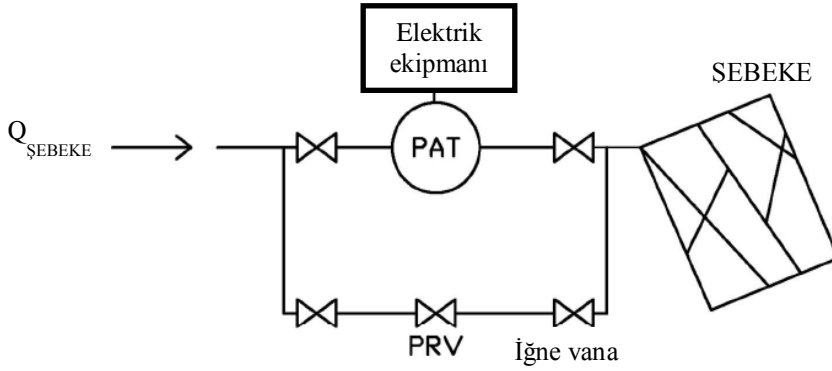 Elektrik
ekipmanı
ŞEBEKE
Q
ŞEBEKE
PAT
PRV
İğne vana